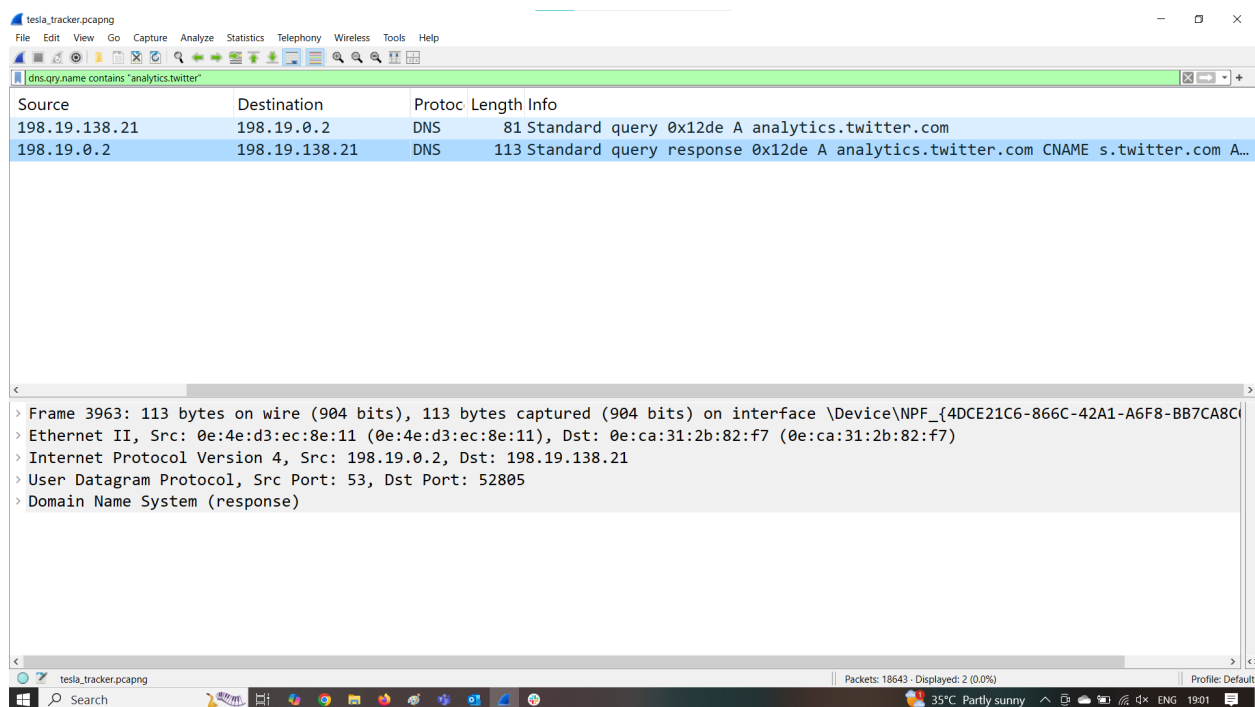 tesla_tracker.pcapng
File Edit View Go Capture Analyze Statistics Telephony Wireless Tools Help
dns.qry.name contains "analytics.twitter"
Source Destination Protoc Length Info
198.19.138.21 198.19.0.2 DNS 81 Standard query 0x12de A analytics.twitter.com
198.19.0.2 198.19.138.21 DNS 113 Standard query response 0x12de A analytics.twitter.com CNAME s.twitter.com A…
Frame 3963: 113 bytes on wire (904 bits), 113 bytes captured (904 bits) on interface \Device\NPF_{4DCE21C6-866C-42A1-A6F8-BB7CA8C
Ethernet II, Src: 0e:4e:d3:ec:8e:11 (0e:4e:d3:ec:8e:11), Dst: 0e:ca:31:2b:82:f7 (0e:ca:31:2b:82:f7)
Internet Protocol Version 4, Src: 198.19.0.2, Dst: 198.19.138.21
User Datagram Protocol, Src Port: 53, Dst Port: 52805
Domain Name System (response)
tesla_tracker.pcapng Packets: 18643 · Displayed: 2 (0.0%) Profile: Default
Search 1 35°C Partly sunny ENG 19:01